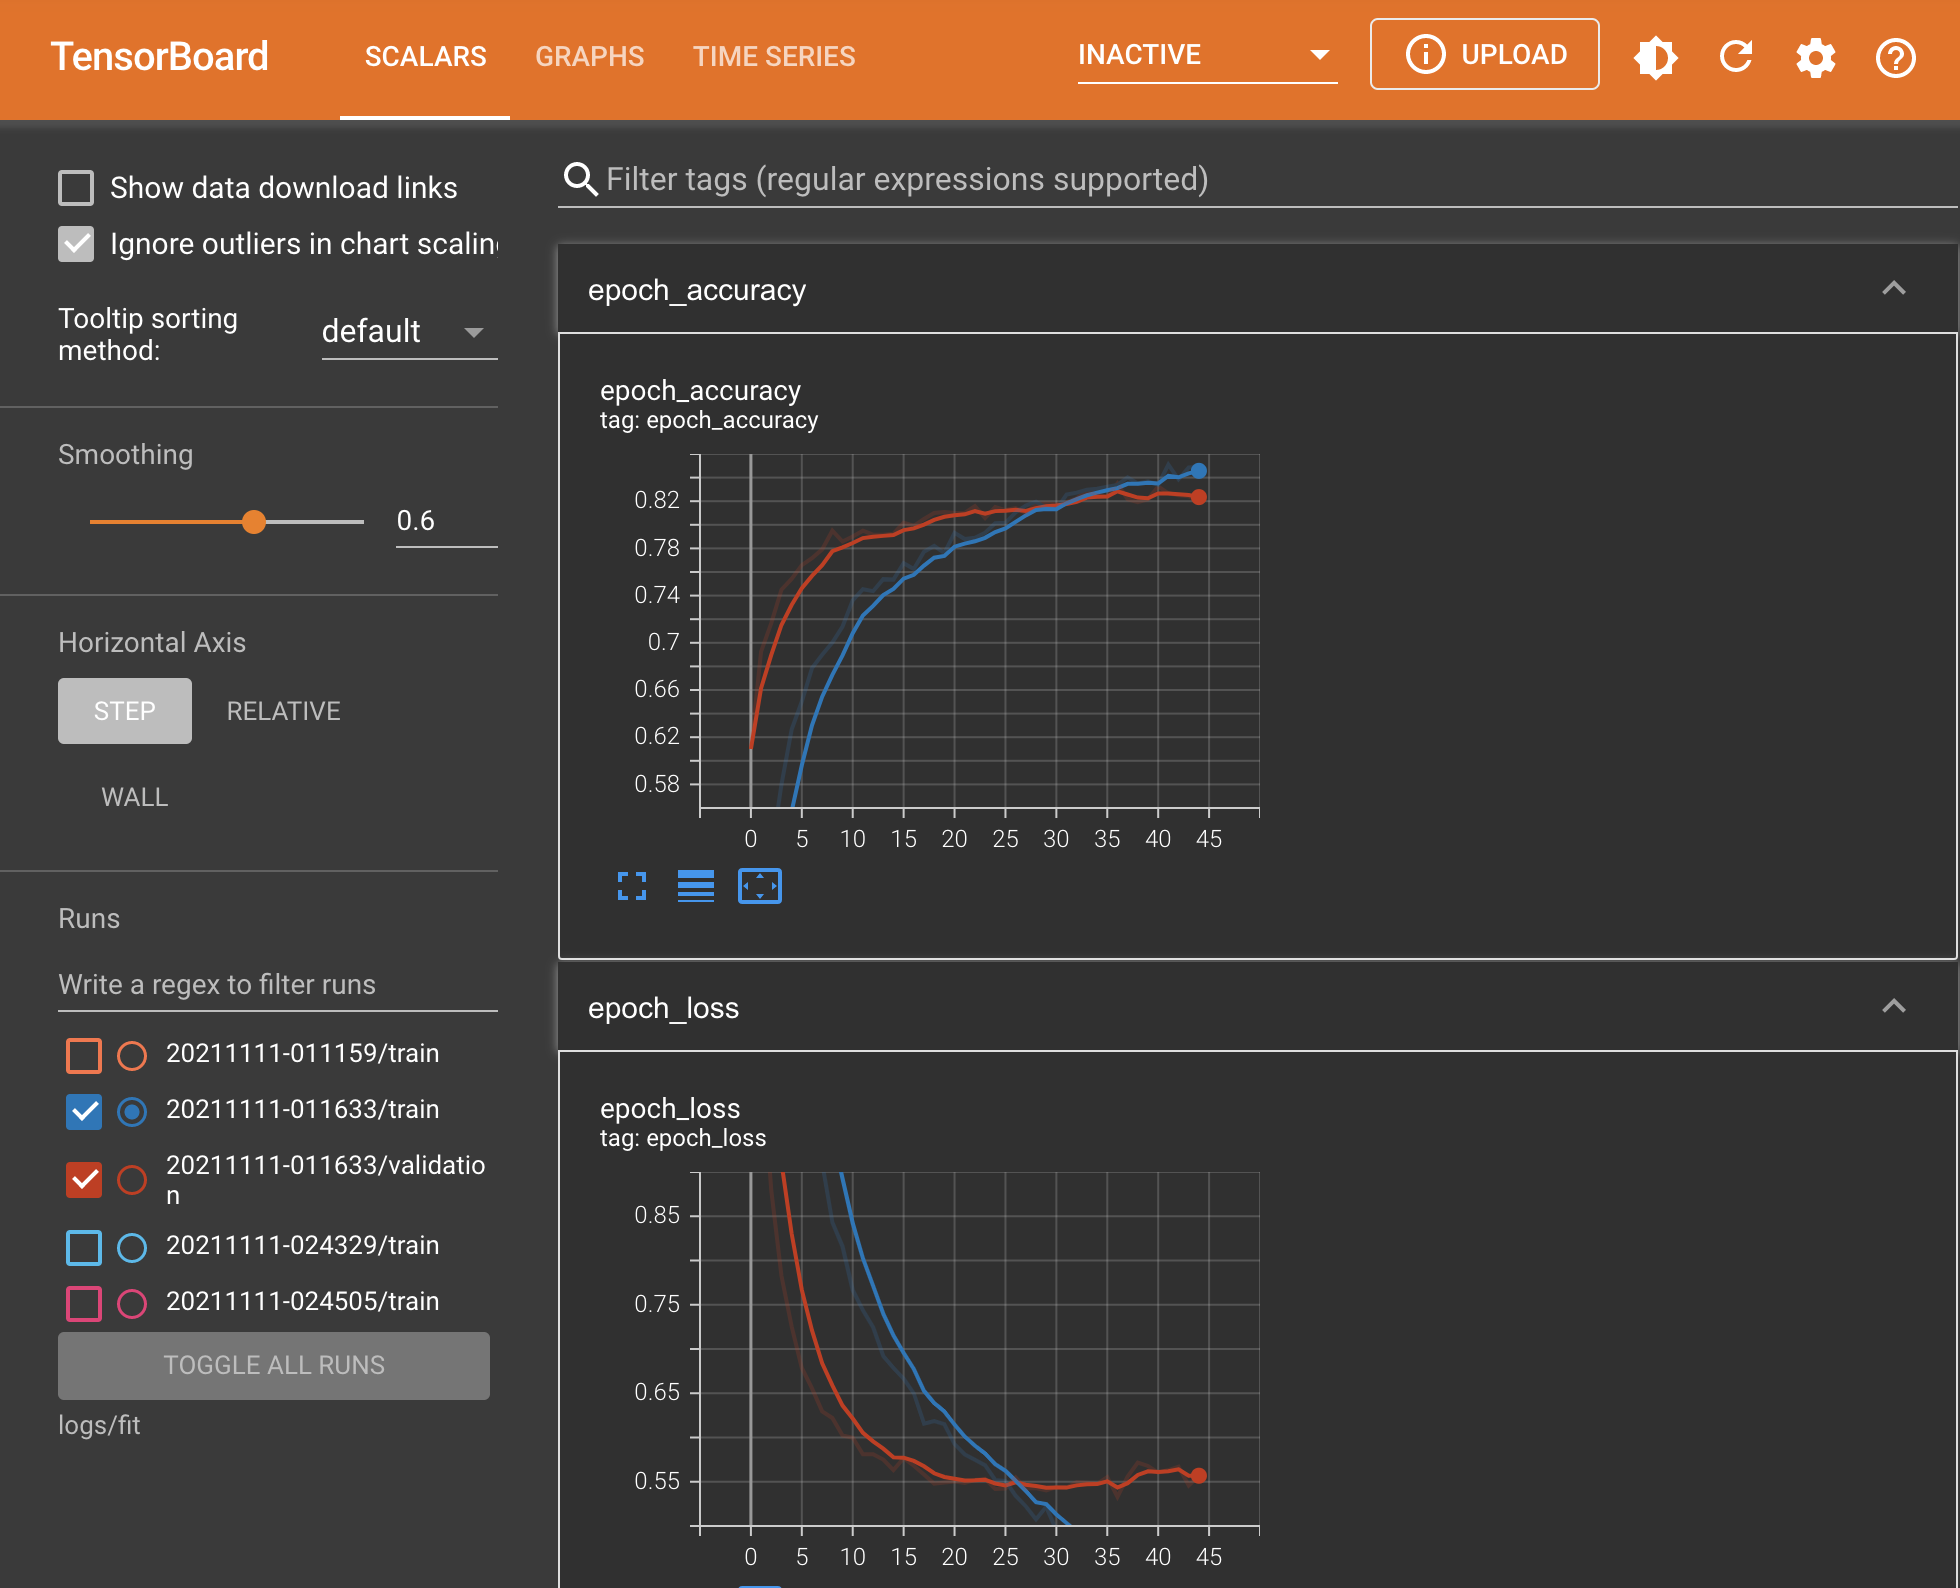 TensorBoard SCALARS GRAPHS TIME SERIES INACTIVE UPLOAD
Show data download links
Ignore outliers in chart scaling
Tooltip sorting
method:
default
Smoothing
0.6
Horizontal Axis
STEP RELATIVE
WALL
Runs
Write a regex to filter runs
20211111-011159/train
20211111-011633/train
20211111-011633/validatio
n
20211111-024329/train
20211111-024505/train
TOGGLE ALL RUNS
logs/fit
Filter tags (regular expressions supported)
epoch_accuracy
epoch_accuracy
tag: epoch_accuracy
0.82
0.78
0.74
0.7
0.66
0.62
0.58
0 5 10 15 20 25 30 35 40 45
epoch_loss
epoch_loss
tag: epoch_loss
0.85
0.75
0.65
0.55
0 5 10 15 20 25 30 35 40 45